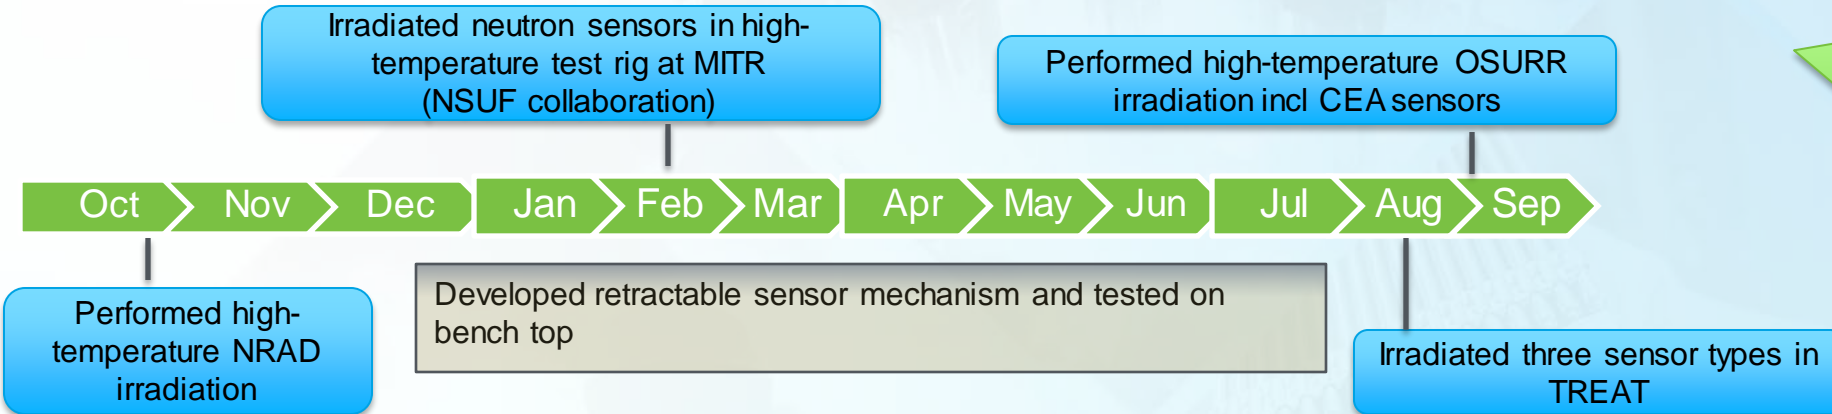 Irradiated neutron sensors in high-
temperature test rig at MITR
(NSUF collaboration)
Performed high-temperature OSURR
irradiation incl CEA sensors
Oct Nov Dec Jan Feb Mar Apr May Jun Jul Aug Sep
Performed high-
temperature NRAD
irradiation
Developed retractable sensor mechanism and tested on
bench top
Irradiated three sensor types in
TREAT